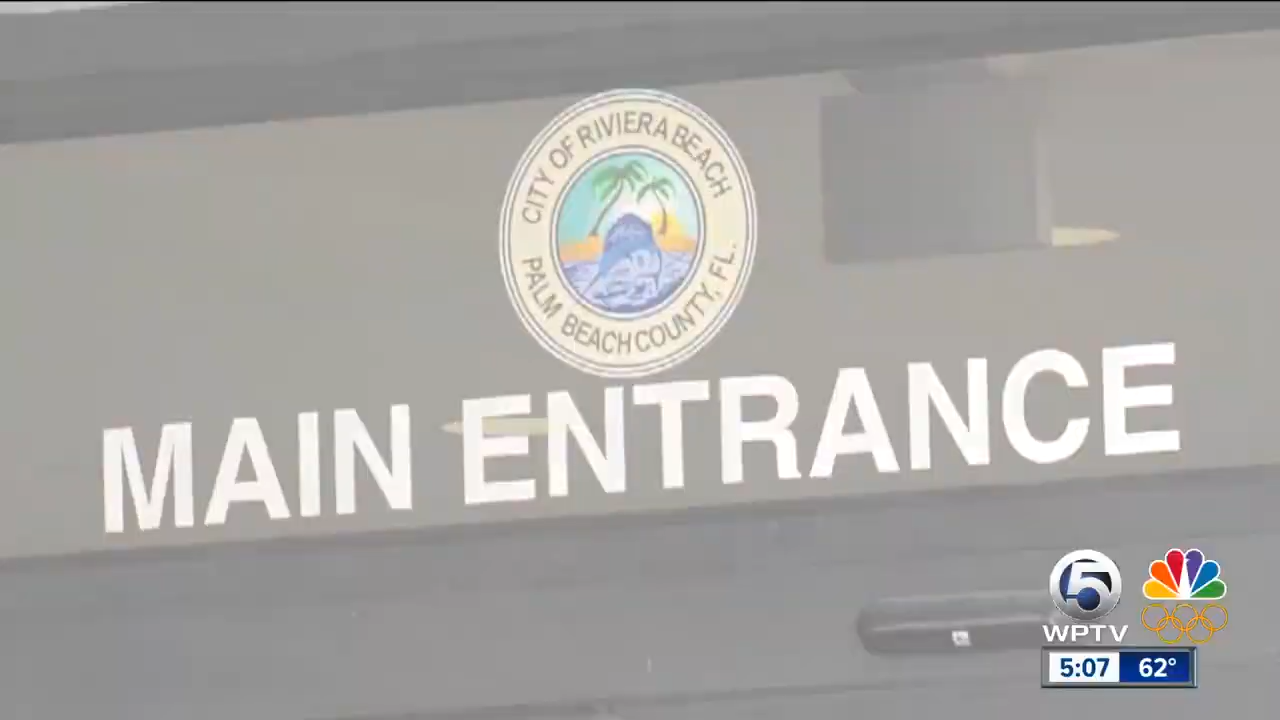 CITY OF RIVIERA BEACH
PALM BEACH COUNTY, FL.
MAIN ENTRANCE
5
WPTV
5:07 62°